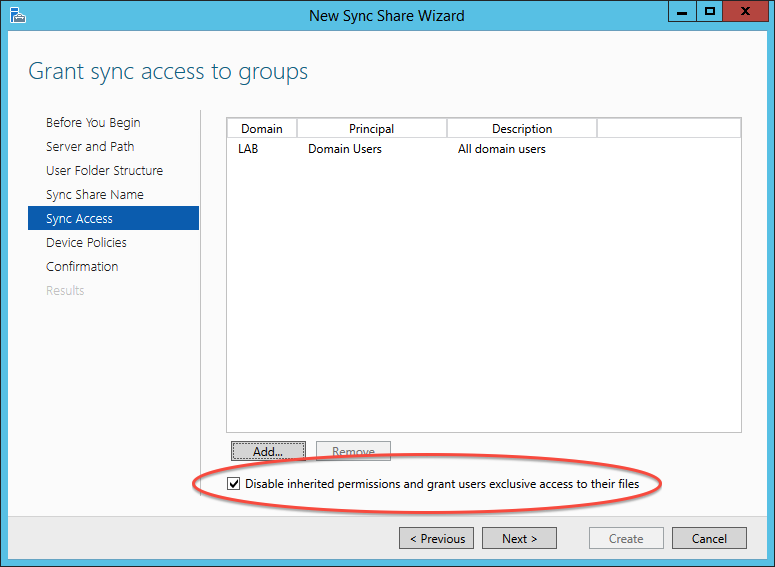 New Sync Share Wizard
Grant sync access to groups
Before You Begin
Server and Path
User Folder Structure
Sync Share Name
Sync Access
Device Policies
Confirmation
Results
Domain Principal Description
LAB Domain Users All domain users
Add... Remove
Disable inherited permissions and grant users exclusive access to their files
< Previous Next > Create Cancel